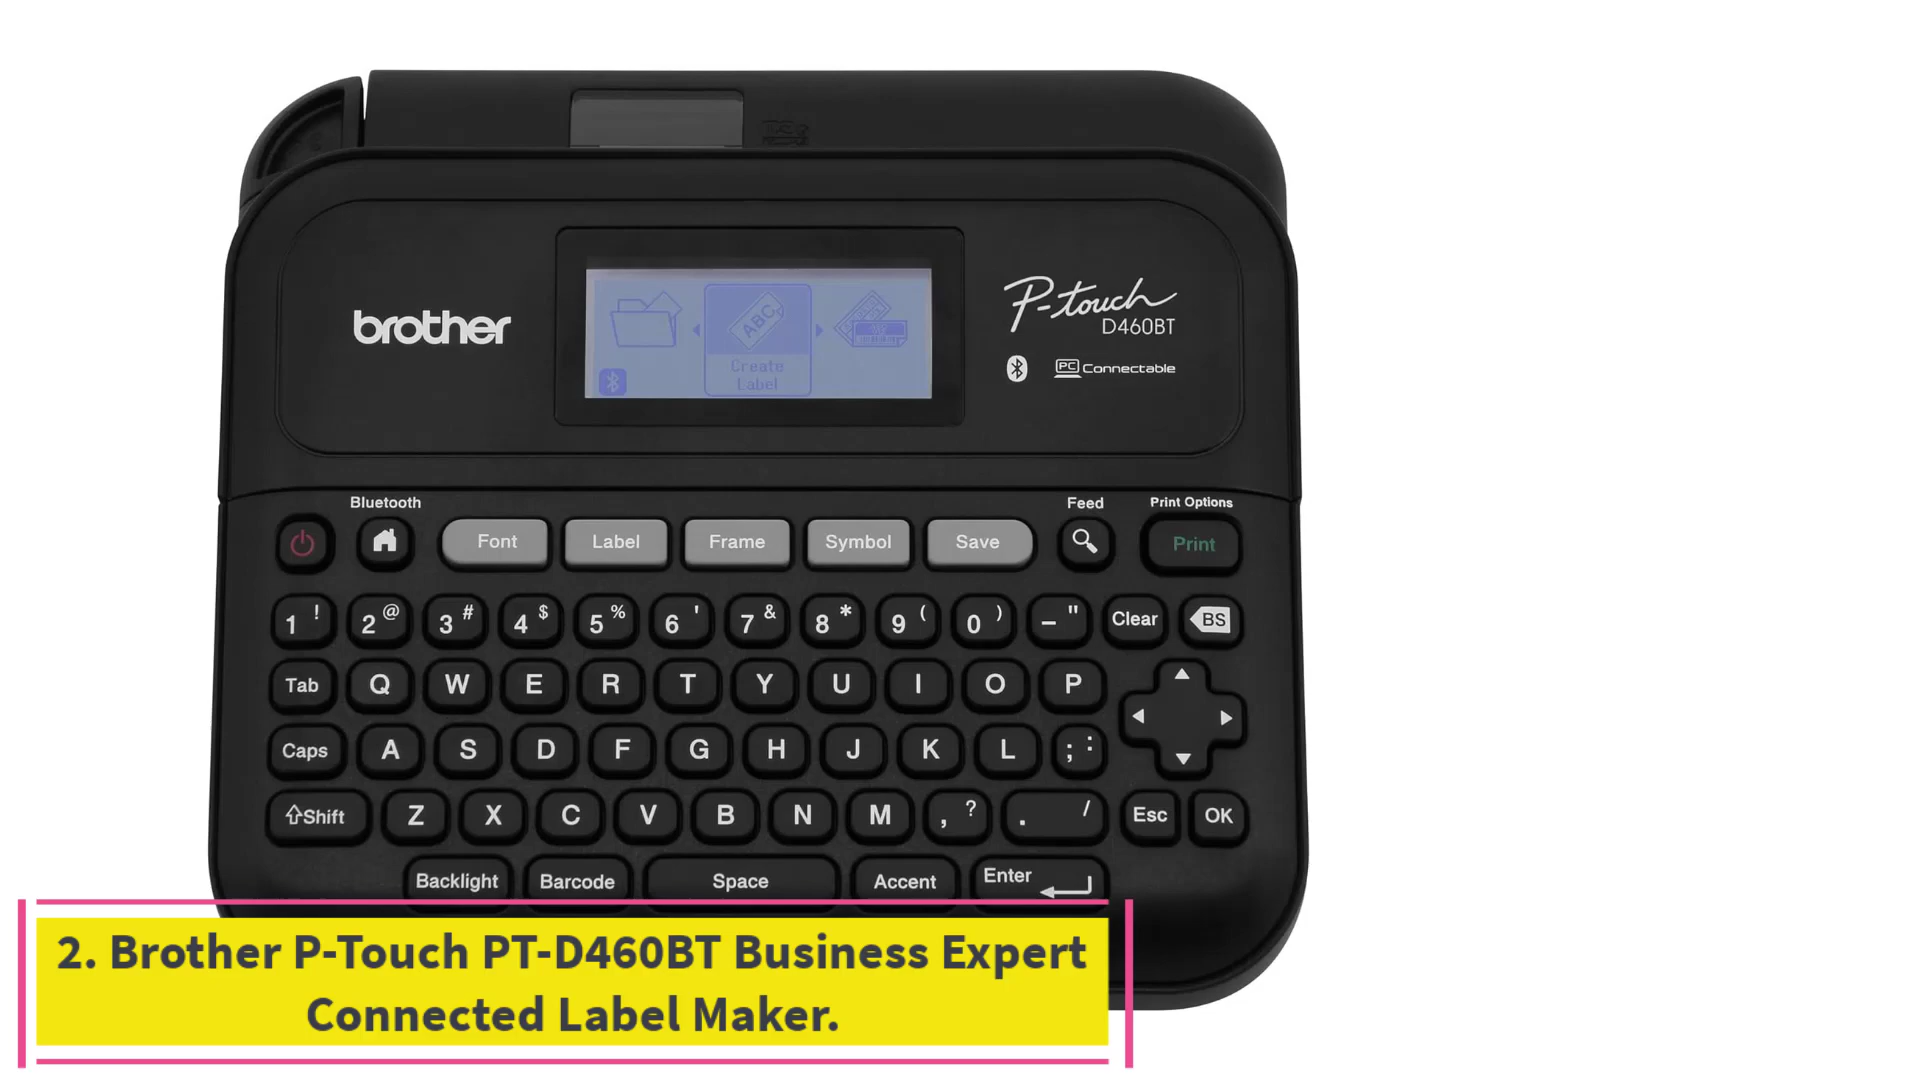 brother
P-touch
D460BT
PC Connectable
ABC
Create
Label
Bluetooth
Feed
Print Options
Font Label Frame Symbol Save Print
1 ! 2 @ 3 # 4 $ 5 % 6 ' 7 & 8 * 9 ( 0 ) – " Clear BS
Tab Q W E R T Y U I O P
Caps A S D F G H J K L ; :
Shift Z X C V B N M , ? . / Esc OK
Backlight Barcode Space Accent Enter
2. Brother P-Touch PT-D460BT Business Expert
Connected Label Maker.